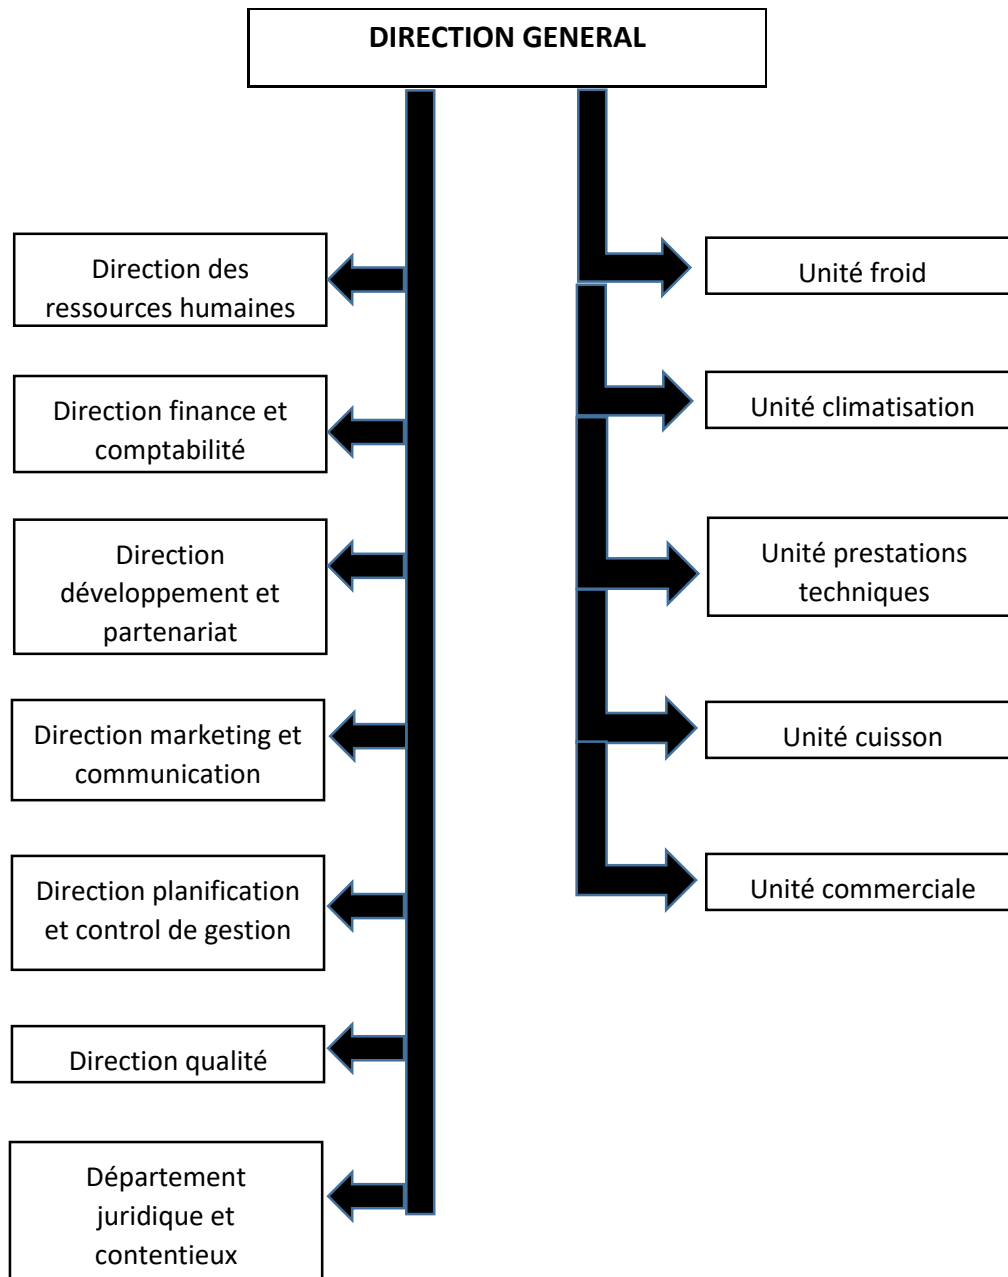 DIRECTION GENERAL
Direction des
ressources humaines
Direction finance et
comptabilité
Direction
développement et
partenariat
Direction marketing et
communication
Direction planification
et control de gestion
Direction qualité
Département
juridique et
contentieux
Unité froid
Unité climatisation
Unité prestations
techniques
Unité cuisson
Unité commerciale